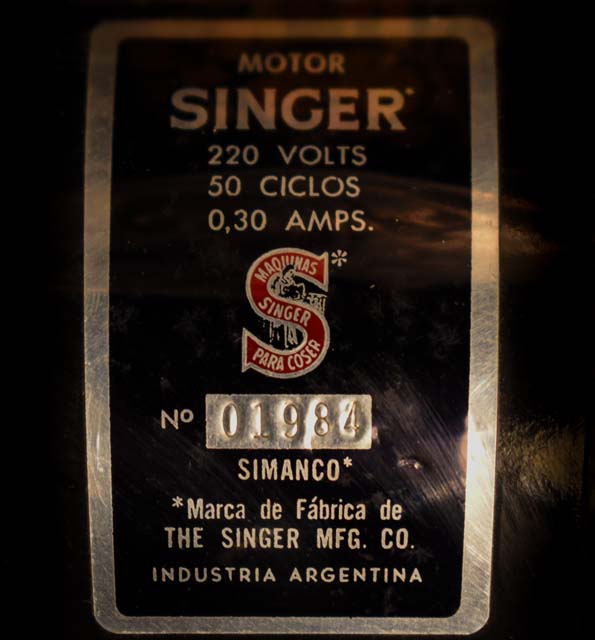 MOTOR
SINGER*
220 VOLTS
50 CICLOS
0,30 AMPS.
MAQUINAS
SINGER
PARA COSER
*
Nº 01984
SIMANCO*
*Marca de Fábrica de
THE SINGER MFG. CO.
INDUSTRIA ARGENTINA